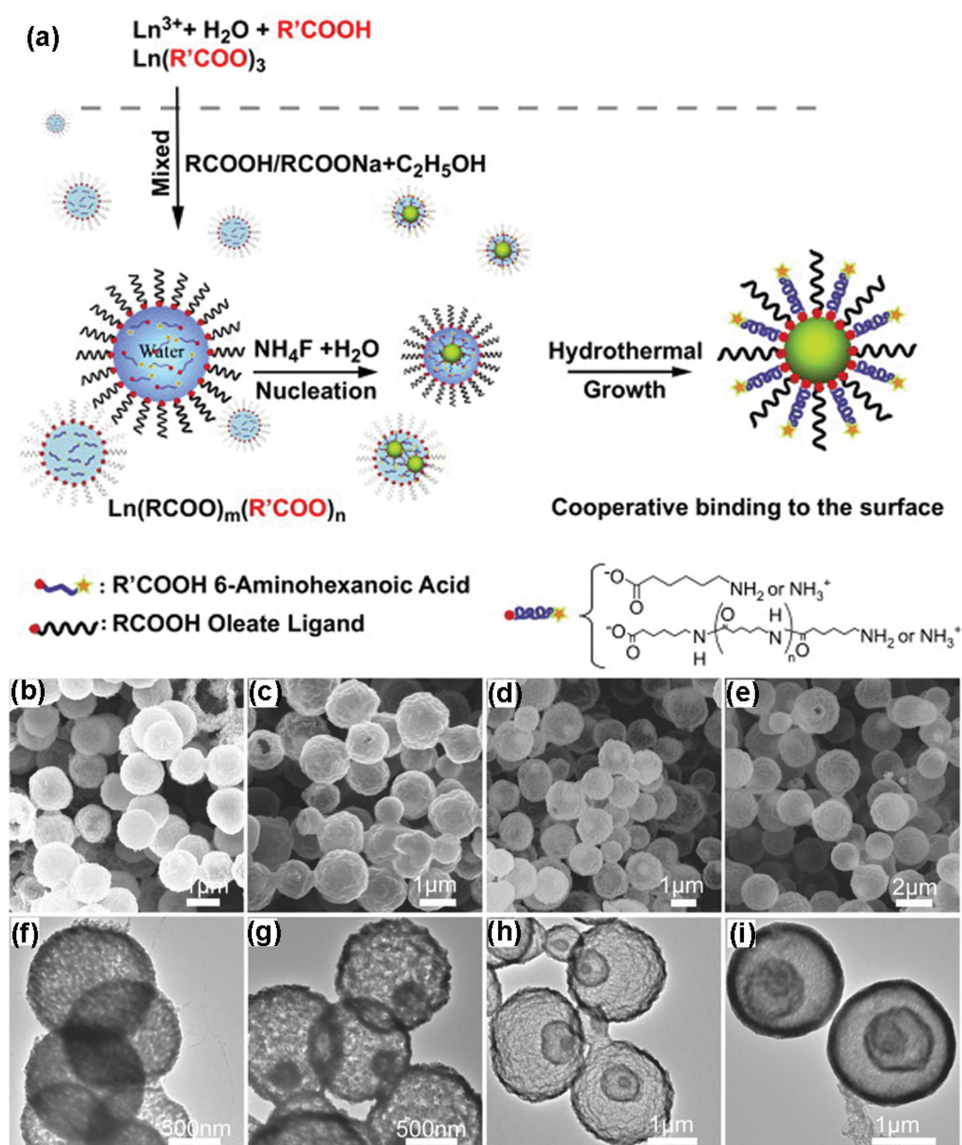 (a)
Ln³⁺+ H₂O + R'COOH
Ln(R'COO)₃
Mixed
RCOOH/RCOONa+C₂H₅OH
Water
NH₄F +H₂O
Nucleation
Hydrothermal
Growth
Ln(RCOO)ₘ(R'COO)ₙ
Cooperative binding to the surface
: R'COOH 6-Aminohexanoic Acid
: RCOOH Oleate Ligand
:
⁻O
O
NH₂ or NH₃⁺
⁻O
O
N
H
O
H
N
n
O
NH₂ or NH₃⁺
(b)
1μm
(c)
1μm
(d)
1μm
(e)
2μm
(f)
500nm
(g)
500nm
(h)
1μm
(i)
1μm